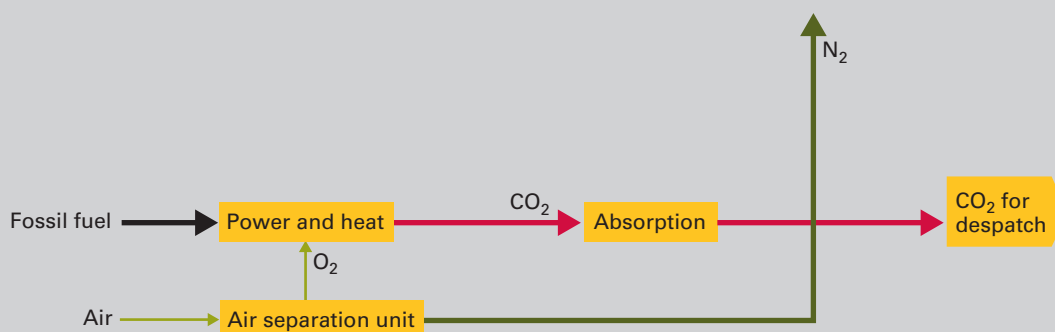 N₂
CO₂
Fossil fuel
Power and heat
Absorption
CO₂ for
despatch
O₂
Air
Air separation unit